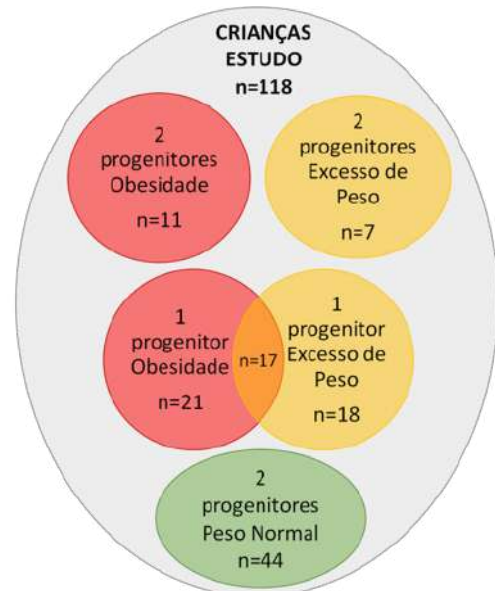 CRIANÇAS
ESTUDO
n=118
2
progenitores
Obesidade
n=11
2
progenitores
Excesso de
Peso
n=7
1
progenitor
Obesidade
n=21
n=17
1
progenitor
Excesso de
Peso
n=18
2
progenitores
Peso Normal
n=44